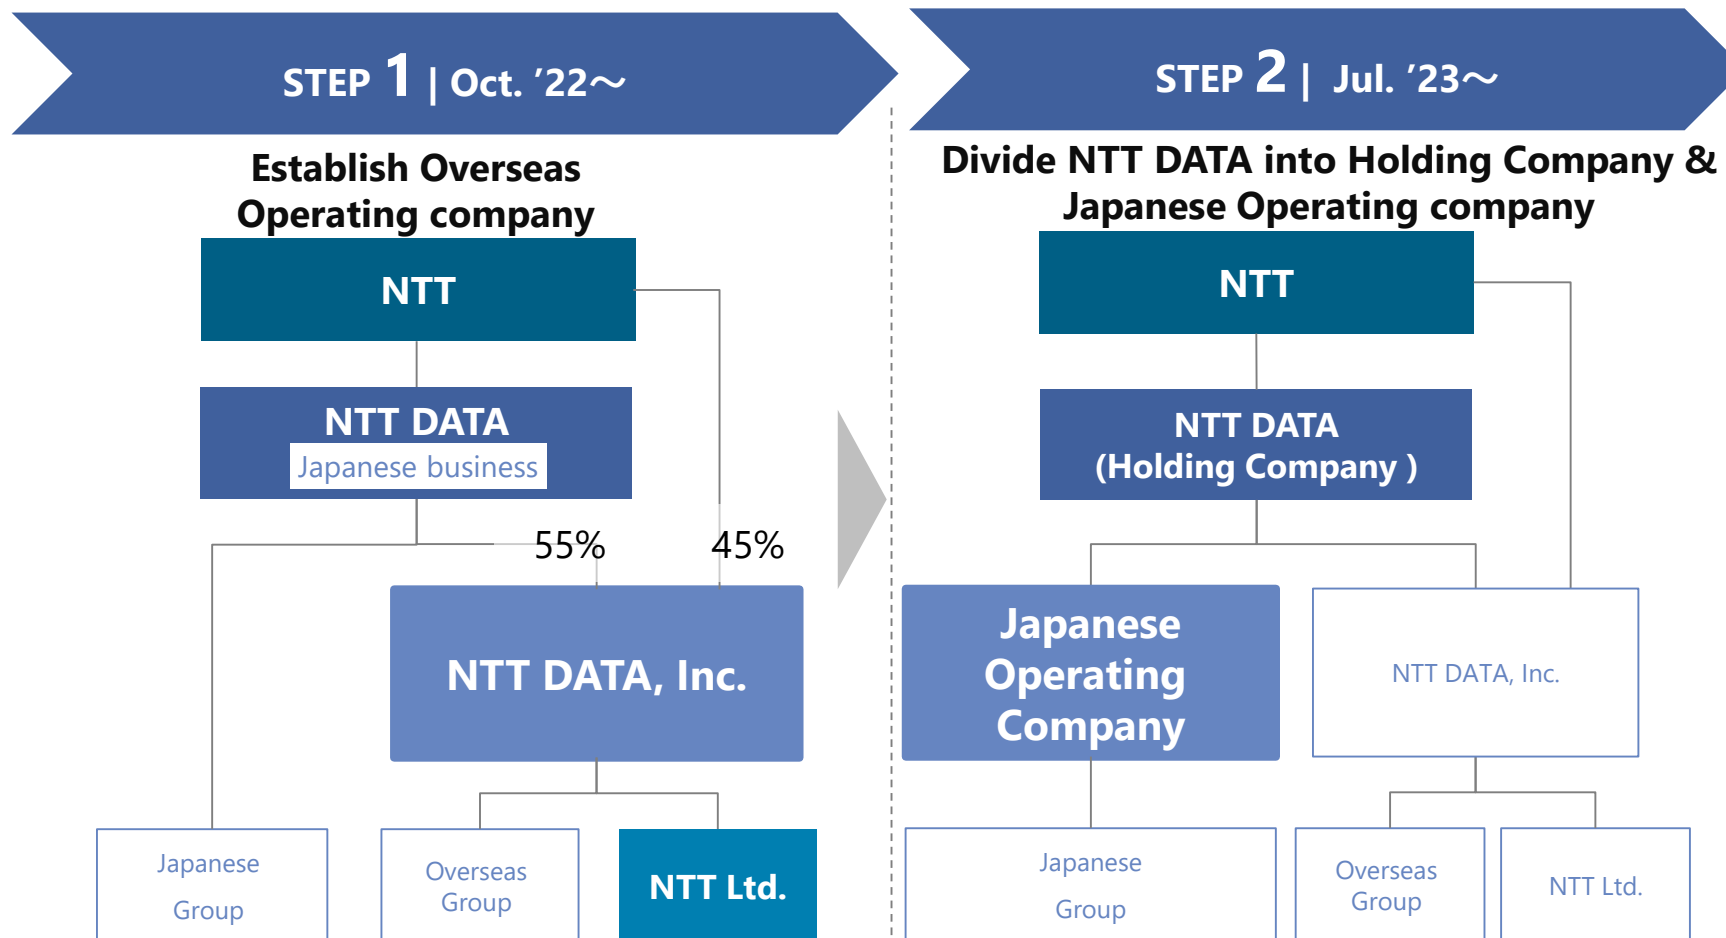 STEP 1 | Oct. ’22～
Establish Overseas
Operating company
NTT
NTT DATA
Japanese business
55%
45%
NTT DATA, Inc.
Japanese
Group
Overseas
Group
NTT Ltd.
STEP 2 | Jul. ’23～
Divide NTT DATA into Holding Company &
Japanese Operating company
NTT
NTT DATA
(Holding Company )
Japanese
Operating
Company
NTT DATA, Inc.
Japanese
Group
Overseas
Group
NTT Ltd.